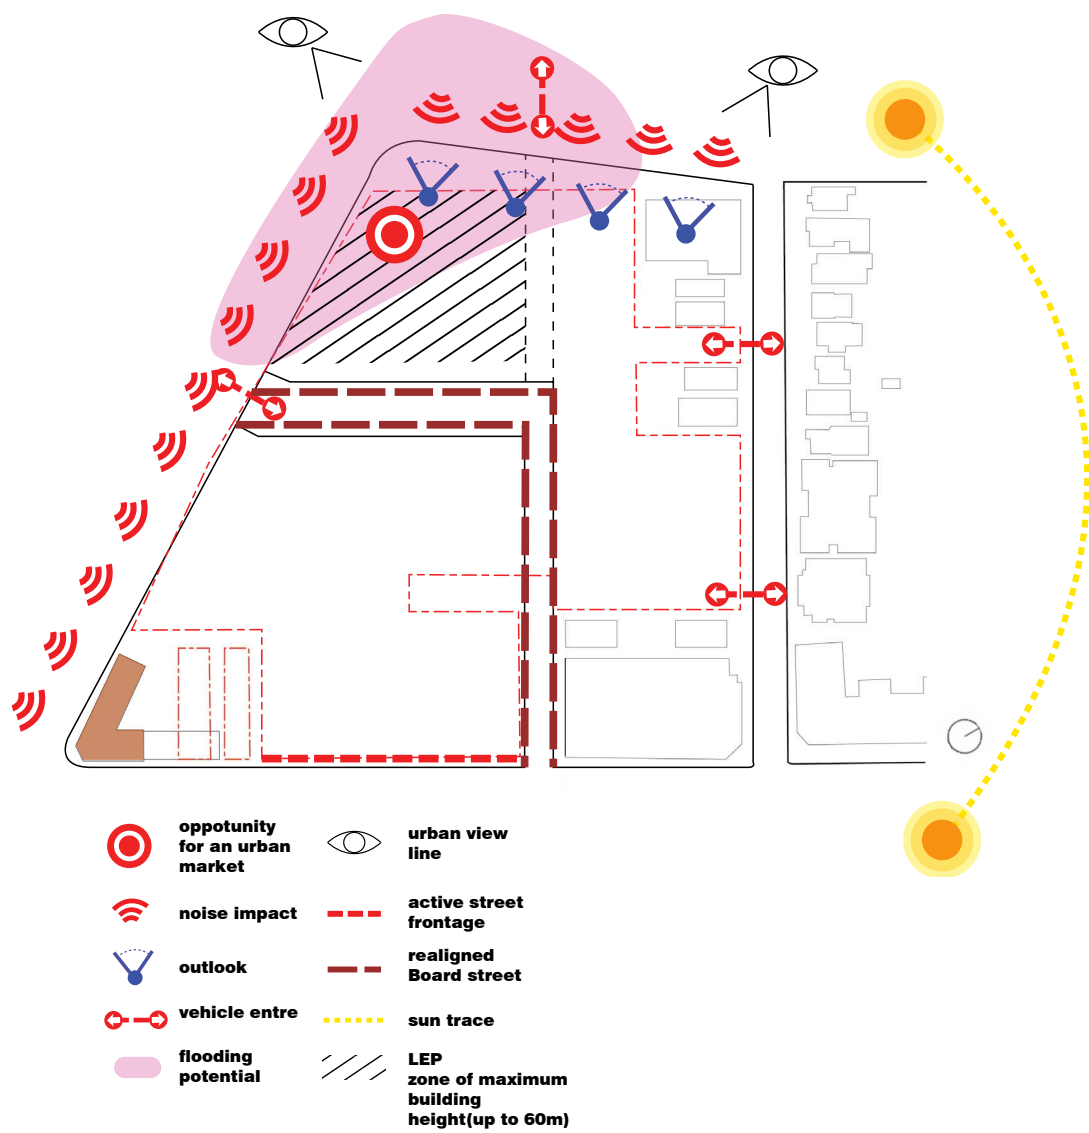 oppotunity
for an urban
market
urban view
line
noise impact
active street
frontage
outlook
realigned
Board street
vehicle entre
sun trace
flooding
potential
LEP
zone of maximum
building
height(up to 60m)